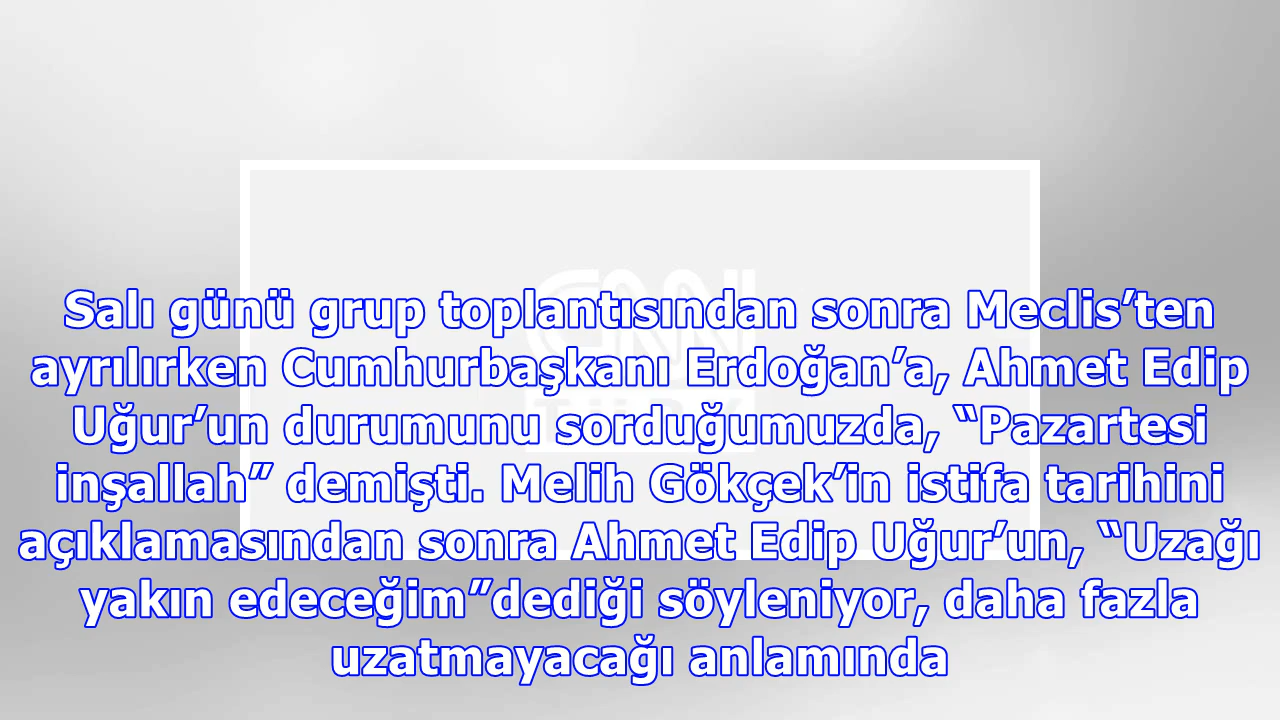 CNN
TÜRK
Salı günü grup toplantısından sonra Meclis’ten
ayrılırken Cumhurbaşkanı Erdoğan’a, Ahmet Edip
Uğur’un durumunu sorduğumuzda, “Pazartesi
inşallah” demişti. Melih Gökçek’in istifa tarihini
açıklamasından sonra Ahmet Edip Uğur’un, “Uzağı
yakın edeceğim”dediği söyleniyor, daha fazla
uzatmayacağı anlamında